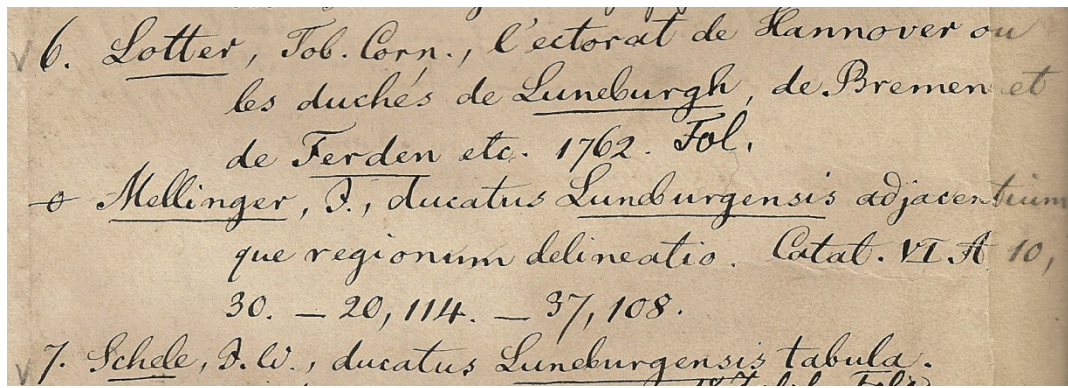 √ 6. Lotter, Tob. Corn., l'ectorat de Hannover ou
les duchés de Luneburgh, de Bremen et
de Ferden etc. 1762. Fol.
o Mellinger, J., ducatus Lunebürgensis adjacentium
que regionum delineatio. Catal. VI. A 10,
30. — 20, 114. — 37, 108.
√ 7. Schele, J. W., ducatus Luneburgensis tabula.